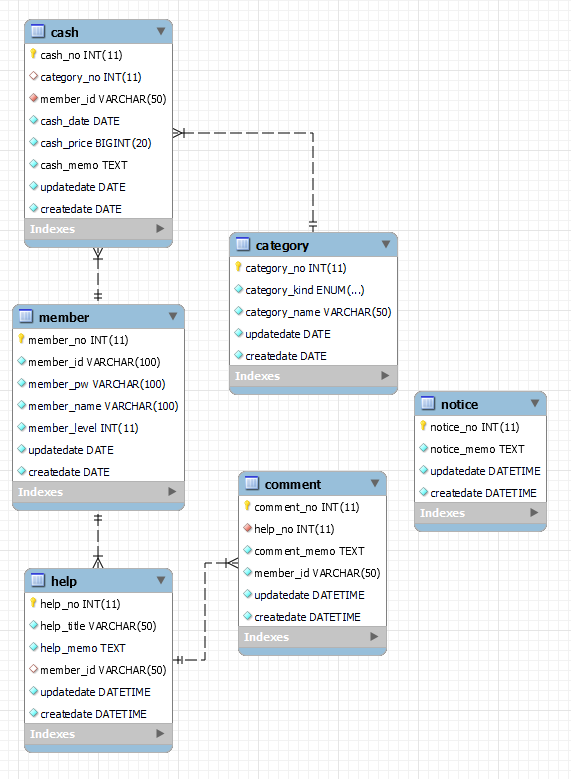 cash
cash_no INT(11)
category_no INT(11)
member_id VARCHAR(50)
cash_date DATE
cash_price BIGINT(20)
cash_memo TEXT
updatedate DATE
createdate DATE
Indexes
category
category_no INT(11)
category_kind ENUM(...)
category_name VARCHAR(50)
updatedate DATE
createdate DATE
Indexes
member
member_no INT(11)
member_id VARCHAR(100)
member_pw VARCHAR(100)
member_name VARCHAR(100)
member_level INT(11)
updatedate DATE
createdate DATE
Indexes
notice
notice_no INT(11)
notice_memo TEXT
updatedate DATETIME
createdate DATETIME
Indexes
comment
comment_no INT(11)
help_no INT(11)
comment_memo TEXT
member_id VARCHAR(50)
updatedate DATETIME
createdate DATETIME
Indexes
help
help_no INT(11)
help_title VARCHAR(50)
help_memo TEXT
member_id VARCHAR(50)
updatedate DATETIME
createdate DATETIME
Indexes